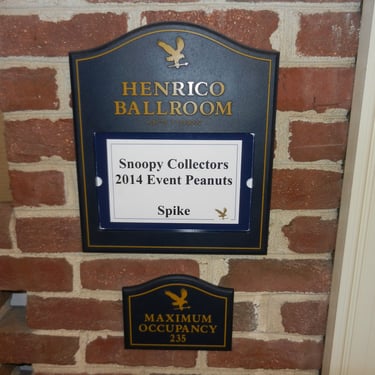 HENRICO
BALLROOM
Snoopy Collectors
2014 Event Peanuts
Spike
MAXIMUM
OCCUPANCY
235